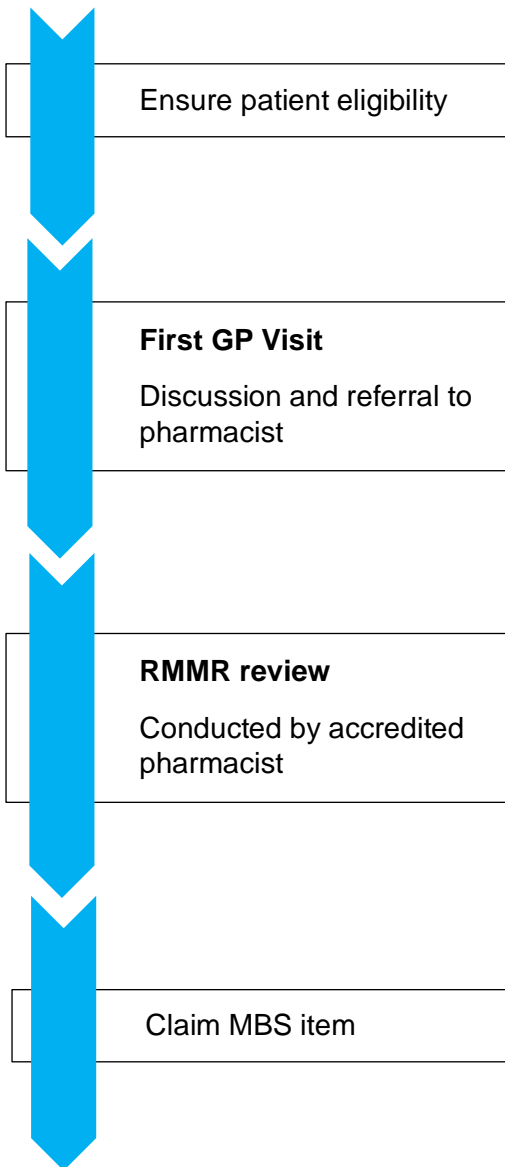 Ensure patient eligibility
First GP Visit
Discussion and referral to
pharmacist
RMMR review
Conducted by accredited
pharmacist
Claim MBS item